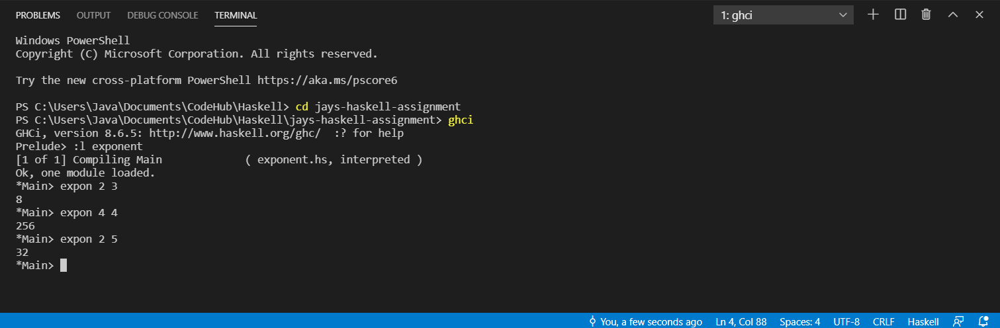 PROBLEMS OUTPUT DEBUG CONSOLE TERMINAL 1: ghci
Windows PowerShell
Copyright (C) Microsoft Corporation. All rights reserved.
Try the new cross-platform PowerShell https://aka.ms/pscore6
PS C:\Users\Java\Documents\CodeHub\Haskell> cd jays-haskell-assignment
PS C:\Users\Java\Documents\CodeHub\Haskell\jays-haskell-assignment> ghci
GHCi, version 8.6.5: http://www.haskell.org/ghc/  :? for help
Prelude> :l exponent
[1 of 1] Compiling Main             ( exponent.hs, interpreted )
Ok, one module loaded.
*Main> expon 2 3
8
*Main> expon 4 4
256
*Main> expon 2 5
32
*Main>
You, a few seconds ago Ln 4, Col 88 Spaces: 4 UTF-8 CRLF Haskell